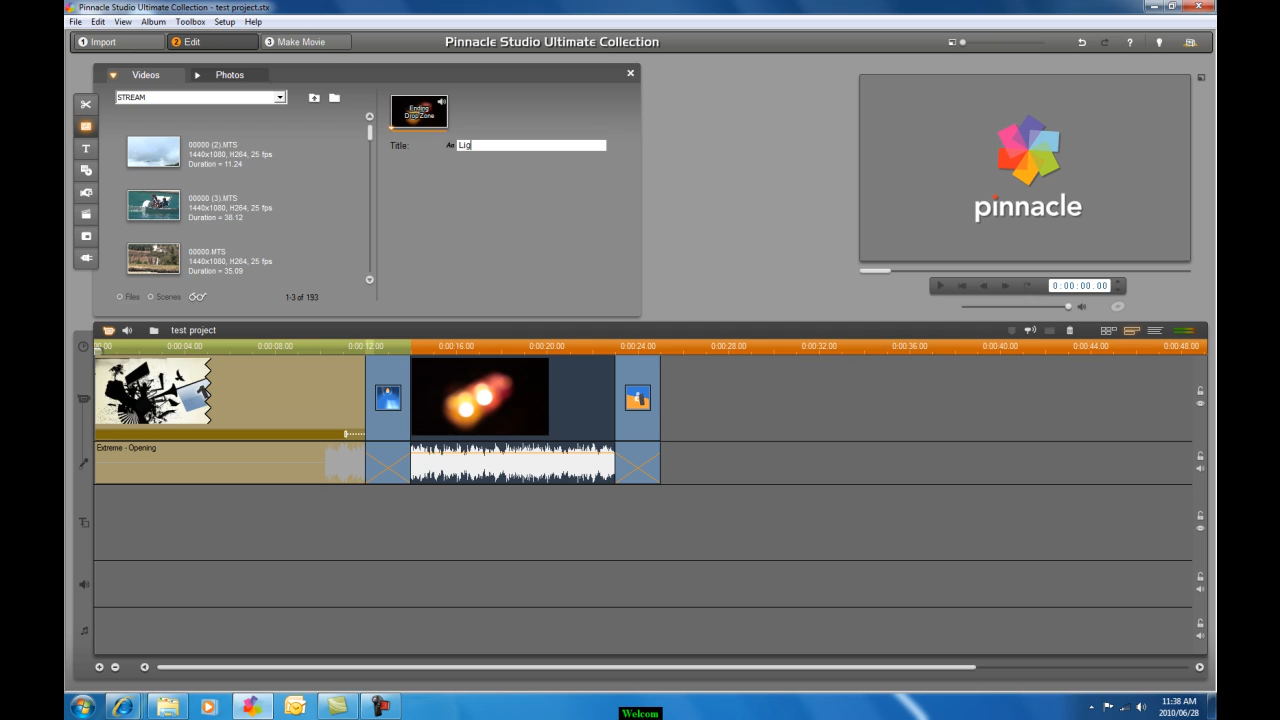 Pinnacle Studio Ultimate Collection - test project.stx
File Edit View Album Toolbox Setup Help
1 Import
2 Edit
3 Make Movie
Pinnacle Studio Ultimate Collection
?
Videos
Photos
STREAM
00000 (2).MTS
1440x1080, H264, 25 fps
Duration = 11.24
00000 (3).MTS
1440x1080, H264, 25 fps
Duration = 38.12
00000.MTS
1440x1080, H264, 25 fps
Duration = 35.09
Files Scenes
1-3 of 193
Ending
Drop Zone
Title: Aa Lig
pinnacle
0:00:00.00
test project
00:00 0:00:04.00 0:00:08.00 0:00:12.00 0:00:16.00 0:00:20.00 0:00:24.00 0:00:28.00 0:00:32.00 0:00:36.00 0:00:40.00 0:00:44.00 0:00:48.00
Extreme - Opening
Welcom
11:38 AM
2010/06/28